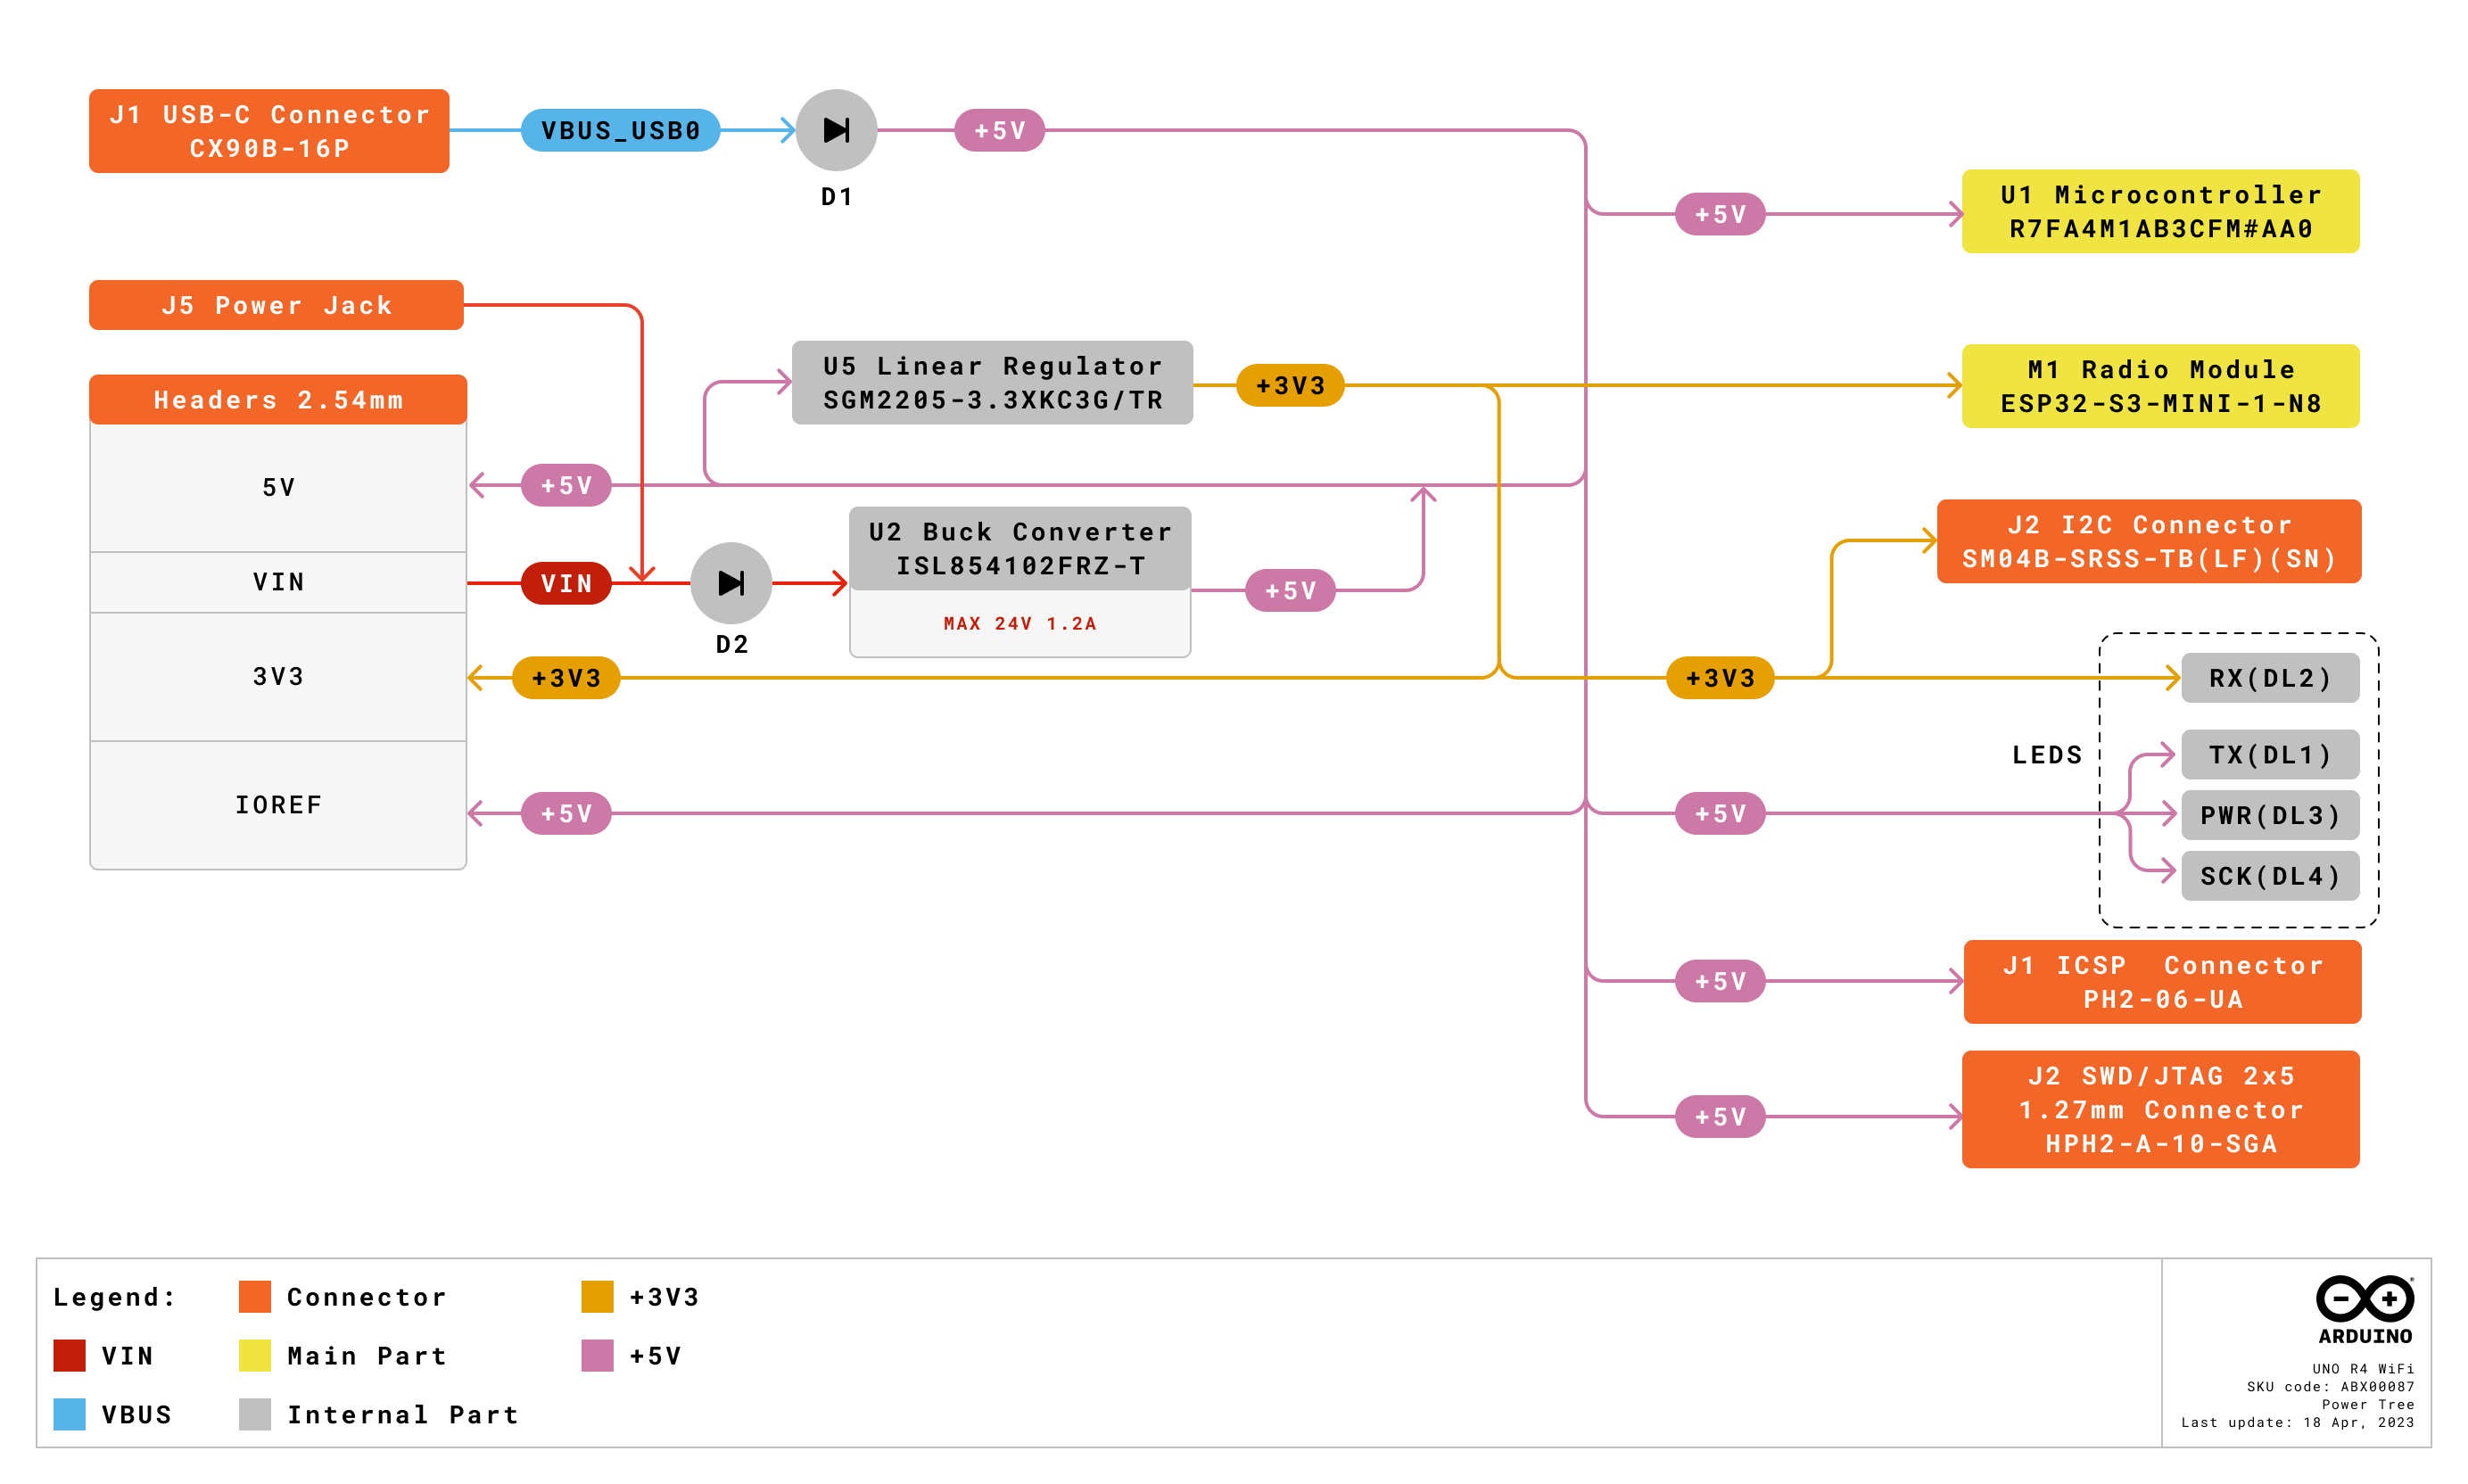 J1 USB-C Connector
CX90B-16P
VBUS_USB0
D1
+5V
+5V
U1 Microcontroller
R7FA4M1AB3CFM#AA0
J5 Power Jack
U5 Linear Regulator
SGM2205-3.3XKC3G/TR
+3V3
M1 Radio Module
ESP32-S3-MINI-1-N8
Headers 2.54mm
5V
+5V
VIN
VIN
D2
U2 Buck Converter
ISL854102FRZ-T
MAX 24V 1.2A
+5V
J2 I2C Connector
SM04B-SRSS-TB(LF)(SN)
3V3
+3V3
+3V3
LEDS
RX(DL2)
TX(DL1)
PWR(DL3)
SCK(DL4)
IOREF
+5V
+5V
+5V
J1 ICSP  Connector
PH2-06-UA
+5V
J2 SWD/JTAG 2x5
1.27mm Connector
HPH2-A-10-SGA
Legend:
VIN
VBUS
Connector
Main Part
Internal Part
+3V3
+5V
ARDUINO
UNO R4 WiFi
SKU code: ABX00087
Power Tree
Last update: 18 Apr, 2023